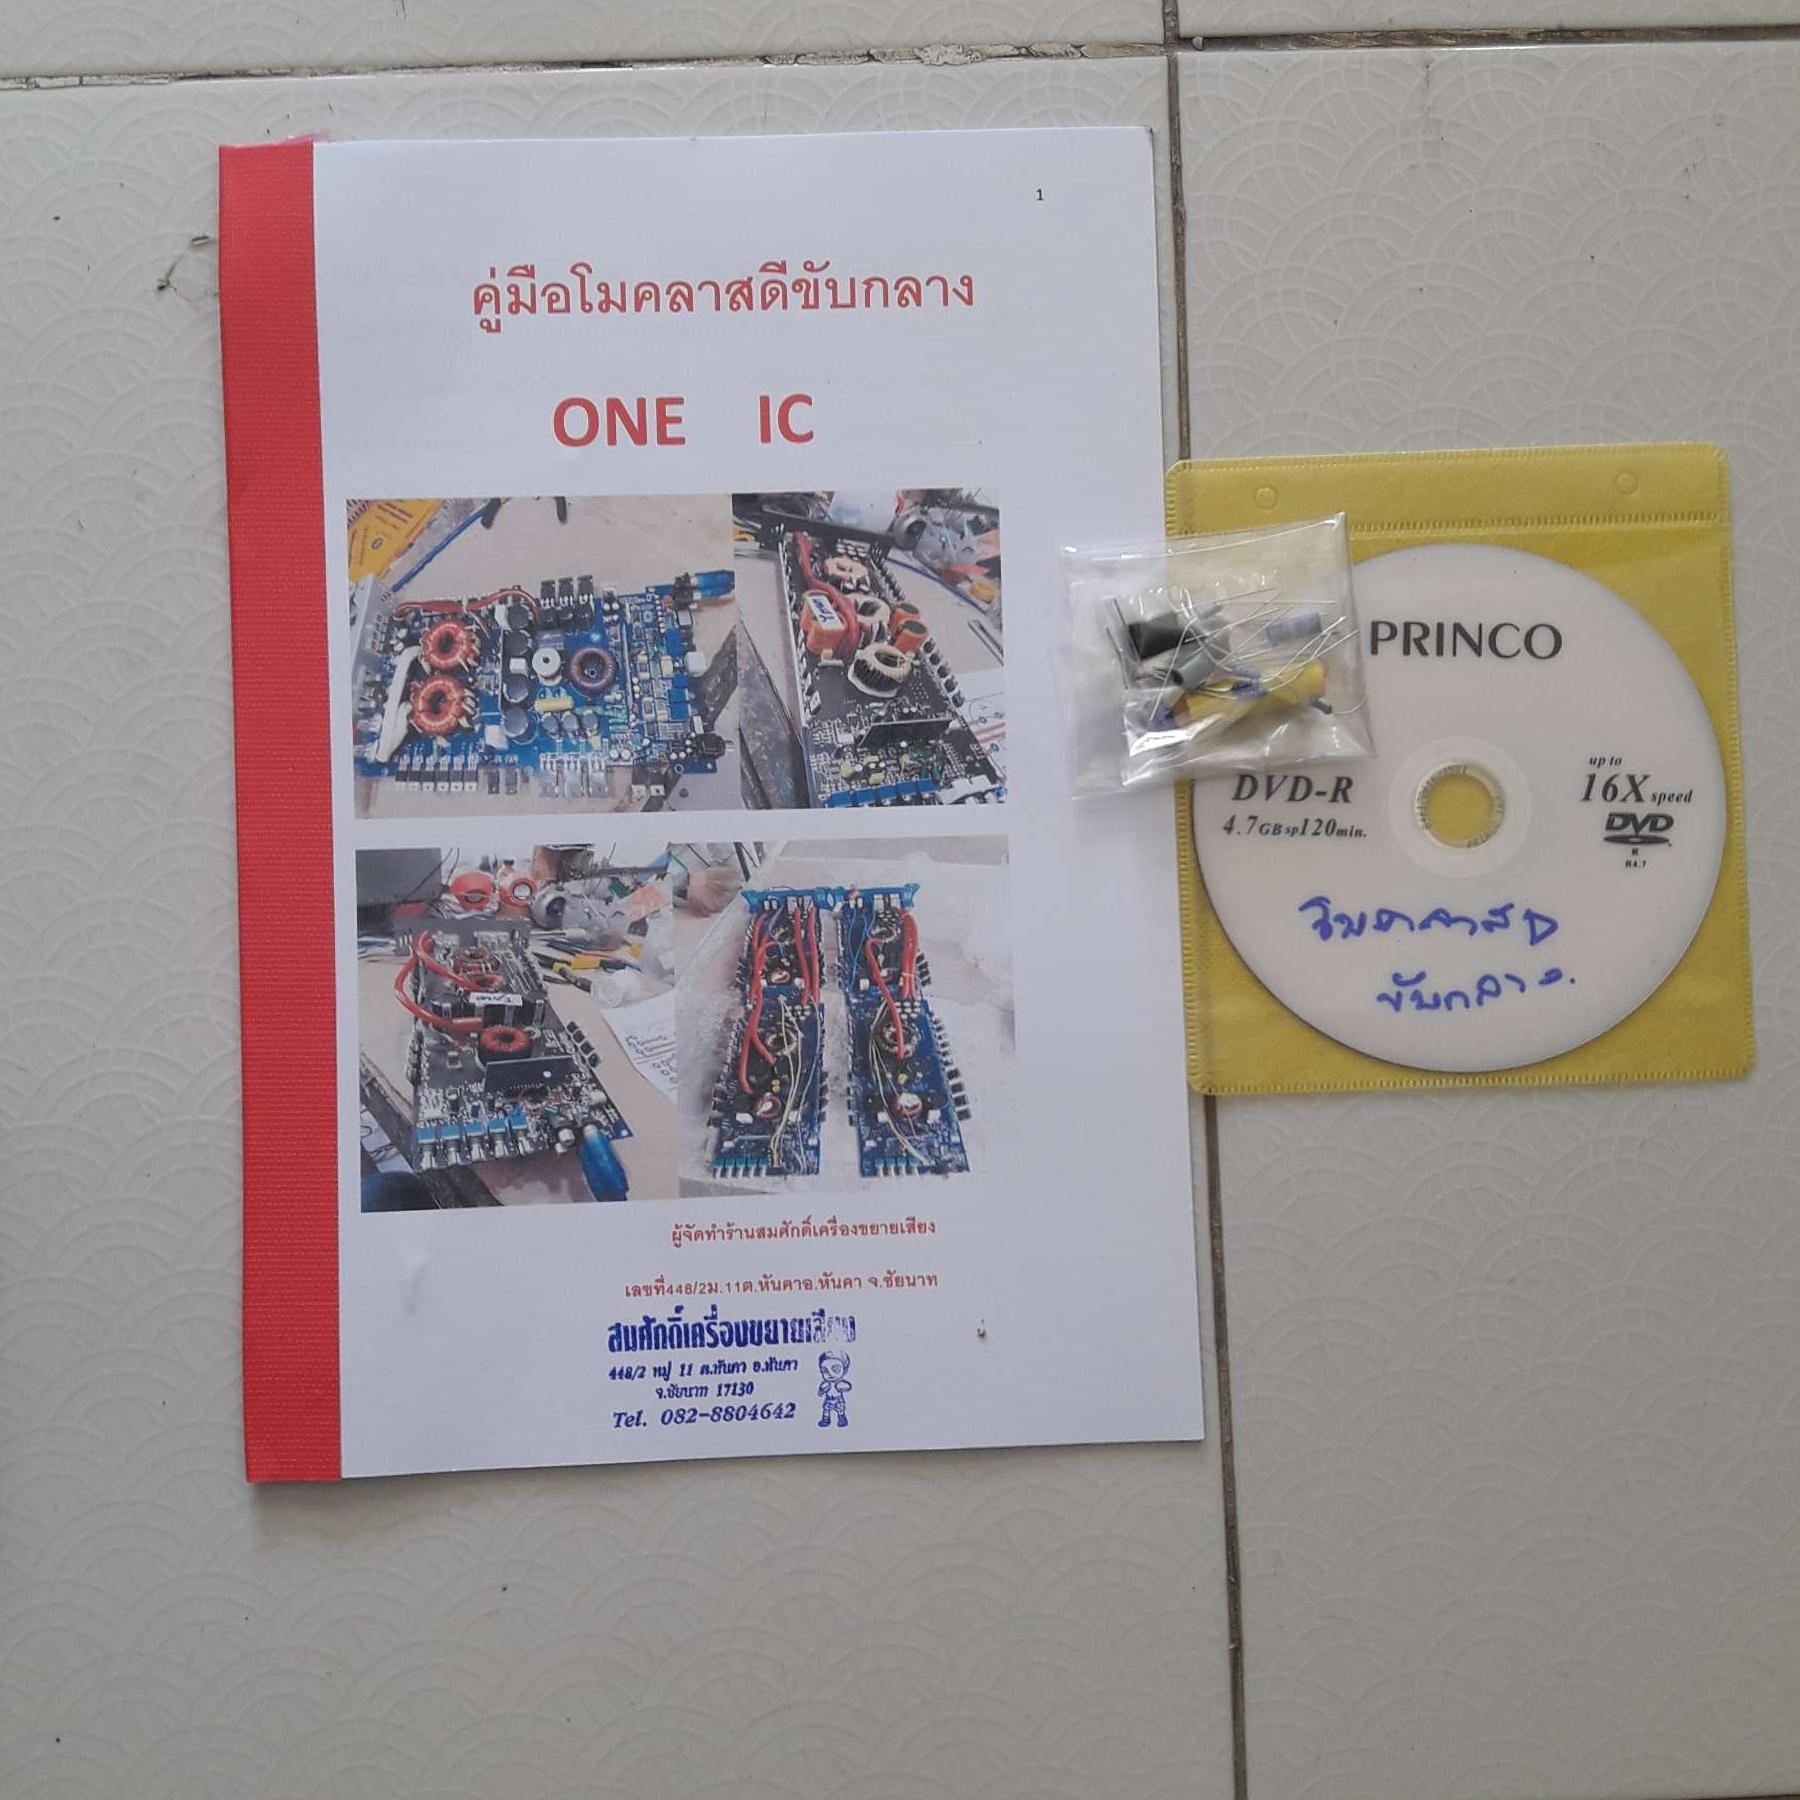 1
คู่มือโมคลาสดีขับกลาง
ONE IC
ผู้จัดทำร้านสมศักดิ์เครื่องขยายเสียง
เลขที่448/2ม.11ต.หันคาอ.หันคา จ.ชัยนาท
สมศักดิ์เครื่องขยายเสียง
448/2 หมู่ 11 ต.หันคา อ.หันคา
จ.ชัยนาท 17130
Tel. 082-8804642
PRINCO
DVD-R
4.7GB sp120min.
up to
16X speed
DVD
R
R4.7
โมคลาสD
ขับกลาง.